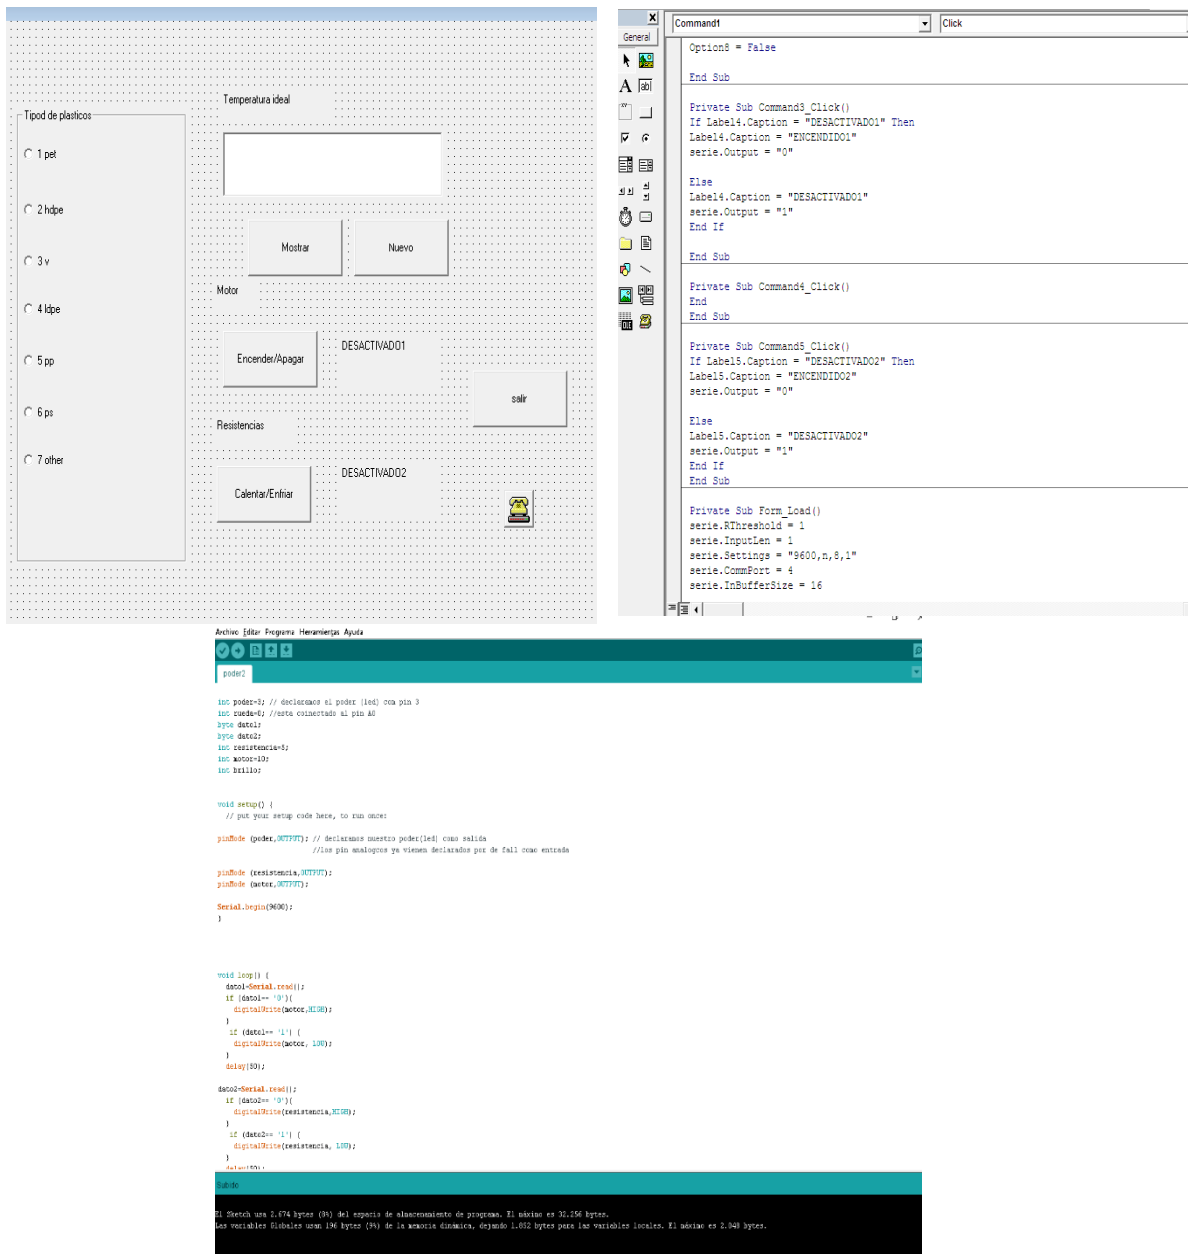 Tipod de plasticos
1 pet
2 hdpe
3 v
4 ldpe
5 pp
6 ps
7 other
Temperatura ideal
Mostrar
Nuevo
Motor
Encender/Apagar
DESACTIVADO1
salir
Resistencias
Calentar/Enfriar
DESACTIVADO2
General
Command1
Click
Option8 = False
End Sub
Private Sub Command3_Click()
If Label4.Caption = "DESACTIVADO1" Then
Label4.Caption = "ENCENDIDO1"
serie.Output = "0"
Else
Label4.Caption = "DESACTIVADO1"
serie.Output = "1"
End If
End Sub
Private Sub Command4_Click()
End
End Sub
Private Sub Command5_Click()
If Label5.Caption = "DESACTIVADO2" Then
Label5.Caption = "ENCENDIDO2"
serie.Output = "0"
Else
Label5.Caption = "DESACTIVADO2"
serie.Output = "1"
End If
End Sub
Private Sub Form_Load()
serie.RThreshold = 1
serie.InputLen = 1
serie.Settings = "9600,n,8,1"
serie.CommPort = 4
serie.InBufferSize = 16
Archivo Editar Programa Herramientas Ayuda
poder2
int poder=3; // declaramos el poder (led) con pin 3
int rueda=0; //esta coinectado al pin A0
byte dato1;
byte dato2;
int motor=10;
int brillo;
void setup() {
// put your setup code here, to run once:
pinMode (poder,OUTPUT); // declaramos nuestro poder(led) como salida
//los pin analogcos ya vienen declarados por de fall como entrada
pinMode (resistencia,OUTPUT);
pinMode (motor,OUTPUT);
Serial.begin(9600);
}
void loop() {
dato1=Serial.read();
if (dato1== '0'){
digitalWrite(motor,HIGH);
}
if (dato1== '1') {
digitalWrite(motor, LOW);
}
delay(50);
dato2=Serial.read();
if (dato2== '0'){
digitalWrite(resistencia,HIGH);
}
if (dato2== '1') {
digitalWrite(resistencia, LOW);
}
delay(50);
Subido
El Sketch usa 2.674 bytes (8%) del espacio de almacenamiento de programa. El máximo es 32.256 bytes.
Las variables Globales usan 196 bytes (9%) de la memoria dinámica, dejando 1.852 bytes para las variables locales. El máximo es 2.048 bytes.